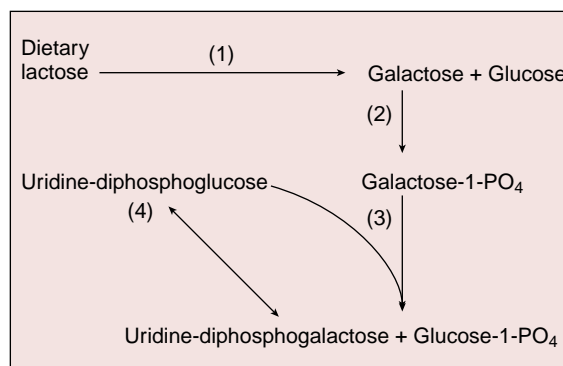 Dietary
lactose
(1)
Galactose + Glucose
(2)
Uridine-diphosphoglucose
Galactose-1-PO₄
(4)
(3)
Uridine-diphosphogalactose + Glucose-1-PO₄